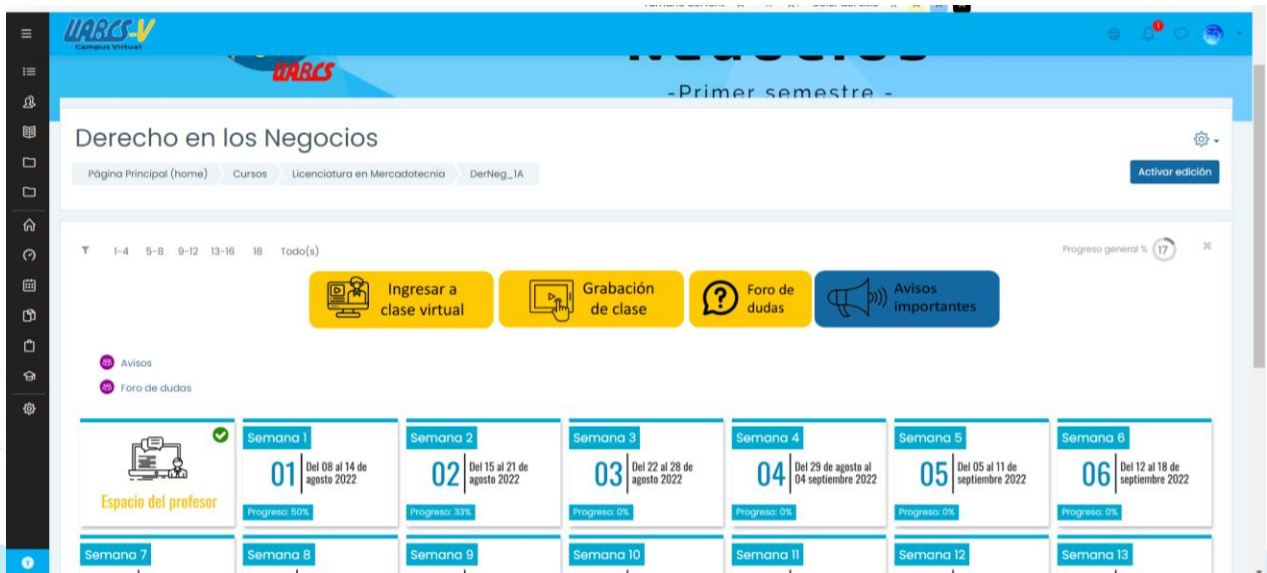 UABCS-V
Campus Virtual
1
UABCS
-Primer semestre -
Derecho en los Negocios
Página Principal (home) Cursos Licenciatura en Mercadotecnia DerNeg_1A
Activar edición
1-4 5-8 9-12 13-16 18 Todo(s)
Progreso general % 17
Ingresar a
clase virtual
Grabación
de clase
Foro de
dudas
Avisos
importantes
Avisos
Foro de dudas
Espacio del profesor
Semana 1
01 Del 08 al 14 de
agosto 2022
Progreso: 50%
Semana 2
02 Del 15 al 21 de
agosto 2022
Progreso: 33%
Semana 3
03 Del 22 al 28 de
agosto 2022
Progreso: 0%
Semana 4
04 Del 29 de agosto al
04 septiembre 2022
Progreso: 0%
Semana 5
05 Del 05 al 11 de
septiembre 2022
Progreso: 0%
Semana 6
06 Del 12 al 18 de
septiembre 2022
Progreso: 0%
Semana 7
Semana 8
Semana 9
Semana 10
Semana 11
Semana 12
Semana 13